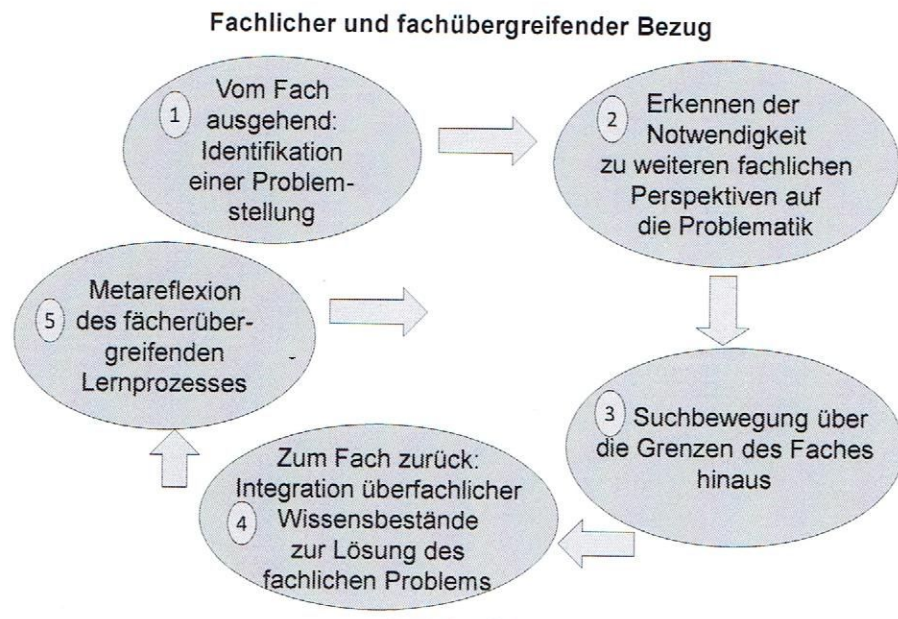 Fachlicher und fachübergreifender Bezug
1
Vom Fach
ausgehend:
Identifikation
einer Problem-
stellung
2
Erkennen der
Notwendigkeit
zu weiteren fachlichen
Perspektiven auf
die Problematik
3
Suchbewegung über
die Grenzen des Faches
hinaus
Zum Fach zurück:
Integration überfachlicher
4
Wissensbestände
zur Lösung des
fachlichen Problems
5
Metareflexion
des fächerüber-
greifenden
Lernprozesses